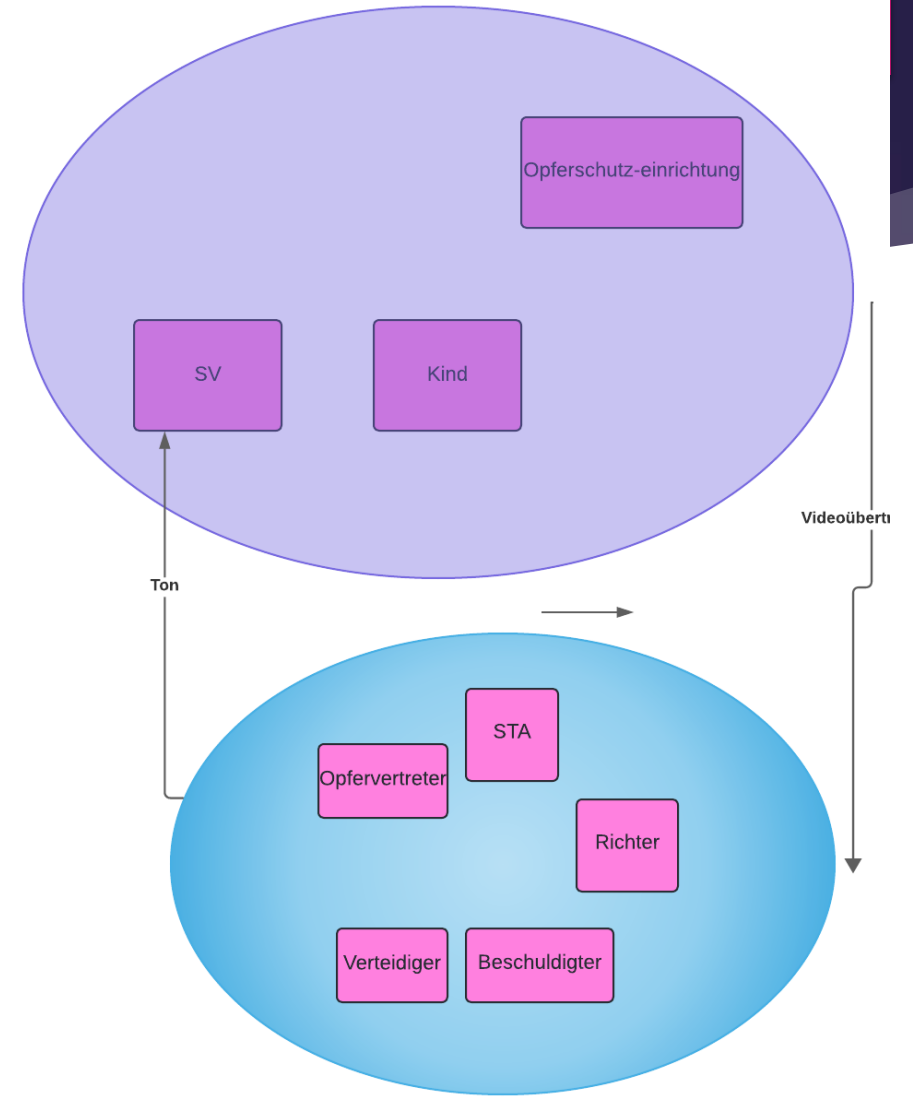 Opferschutz-einrichtung
SV
Kind
Ton
STA
Opfervertreter
Richter
Verteidiger
Beschuldigter